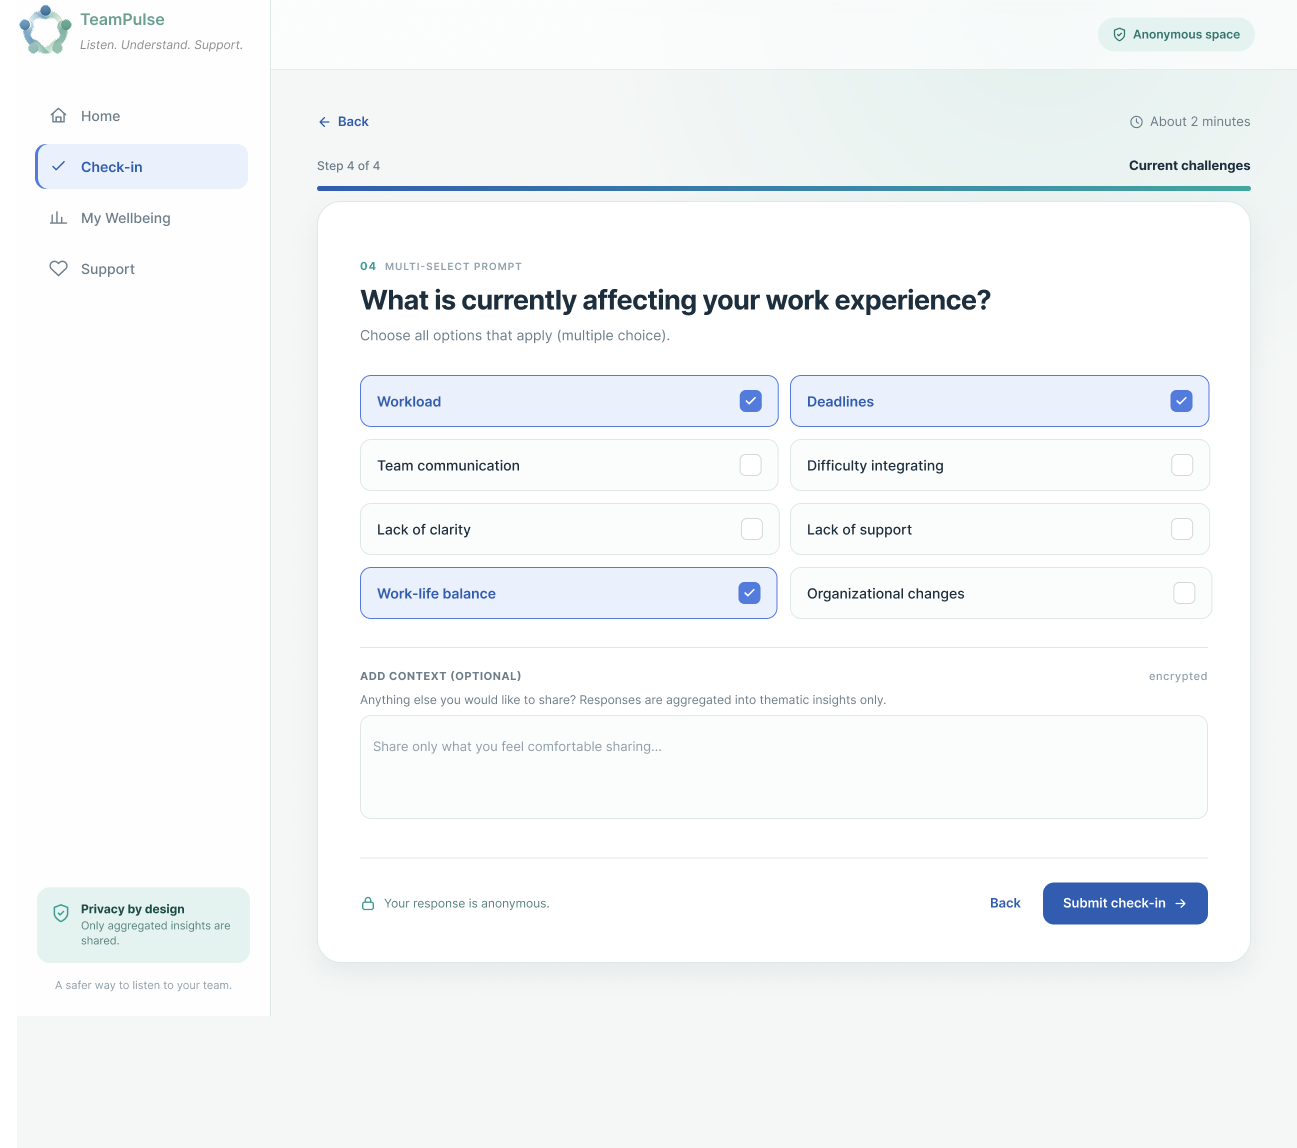 TeamPulse
Listen. Understand. Support.
Anonymous space
Home
Check-in
My Wellbeing
Support
Back
About 2 minutes
Step 4 of 4
Current challenges
04 MULTI-SELECT PROMPT
What is currently affecting your work experience?
Choose all options that apply (multiple choice).
Workload
Deadlines
Team communication
Difficulty integrating
Lack of clarity
Lack of support
Work-life balance
Organizational changes
ADD CONTEXT (OPTIONAL)
encrypted
Anything else you would like to share? Responses are aggregated into thematic insights only.
Share only what you feel comfortable sharing...
Your response is anonymous.
Back
Submit check-in
Privacy by design
Only aggregated insights are
shared.
A safer way to listen to your team.